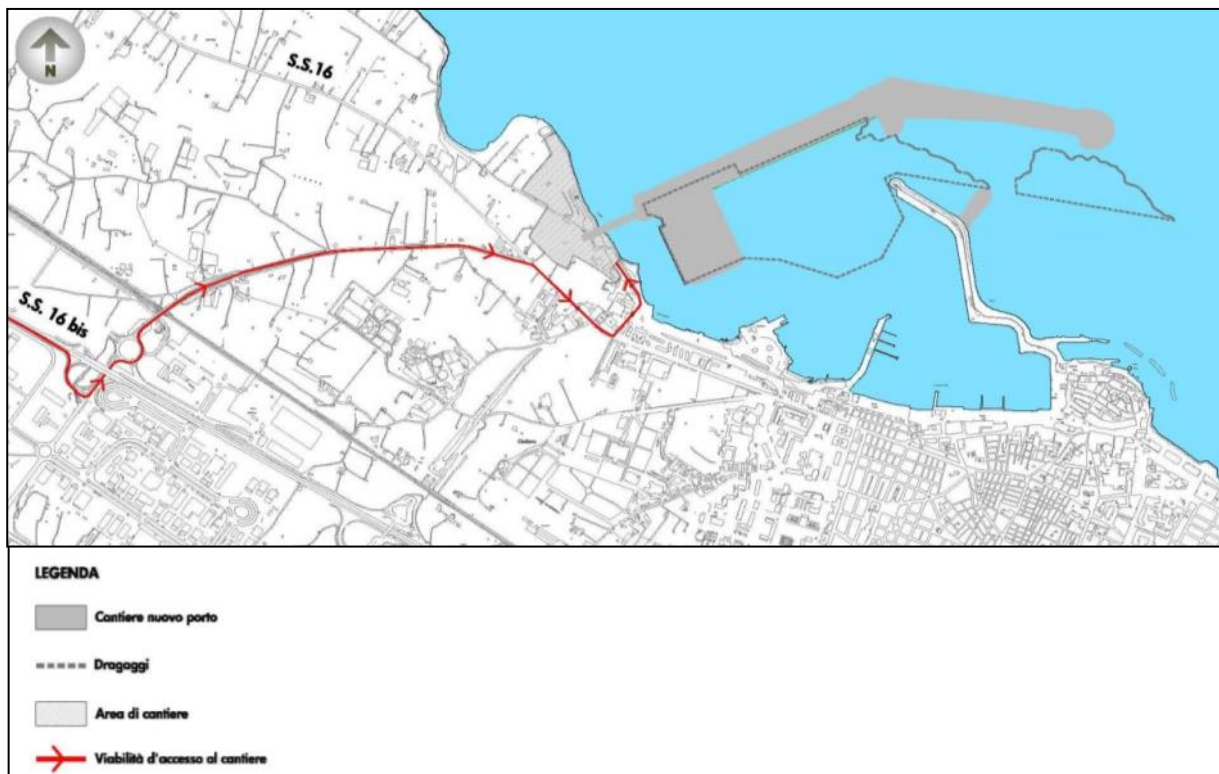 N
S.S.16
S.S. 16 bis
LEGENDA
Cantiere nuovo porto
Dragaggi
Area di cantiere
Viabilità d'accesso al cantiere